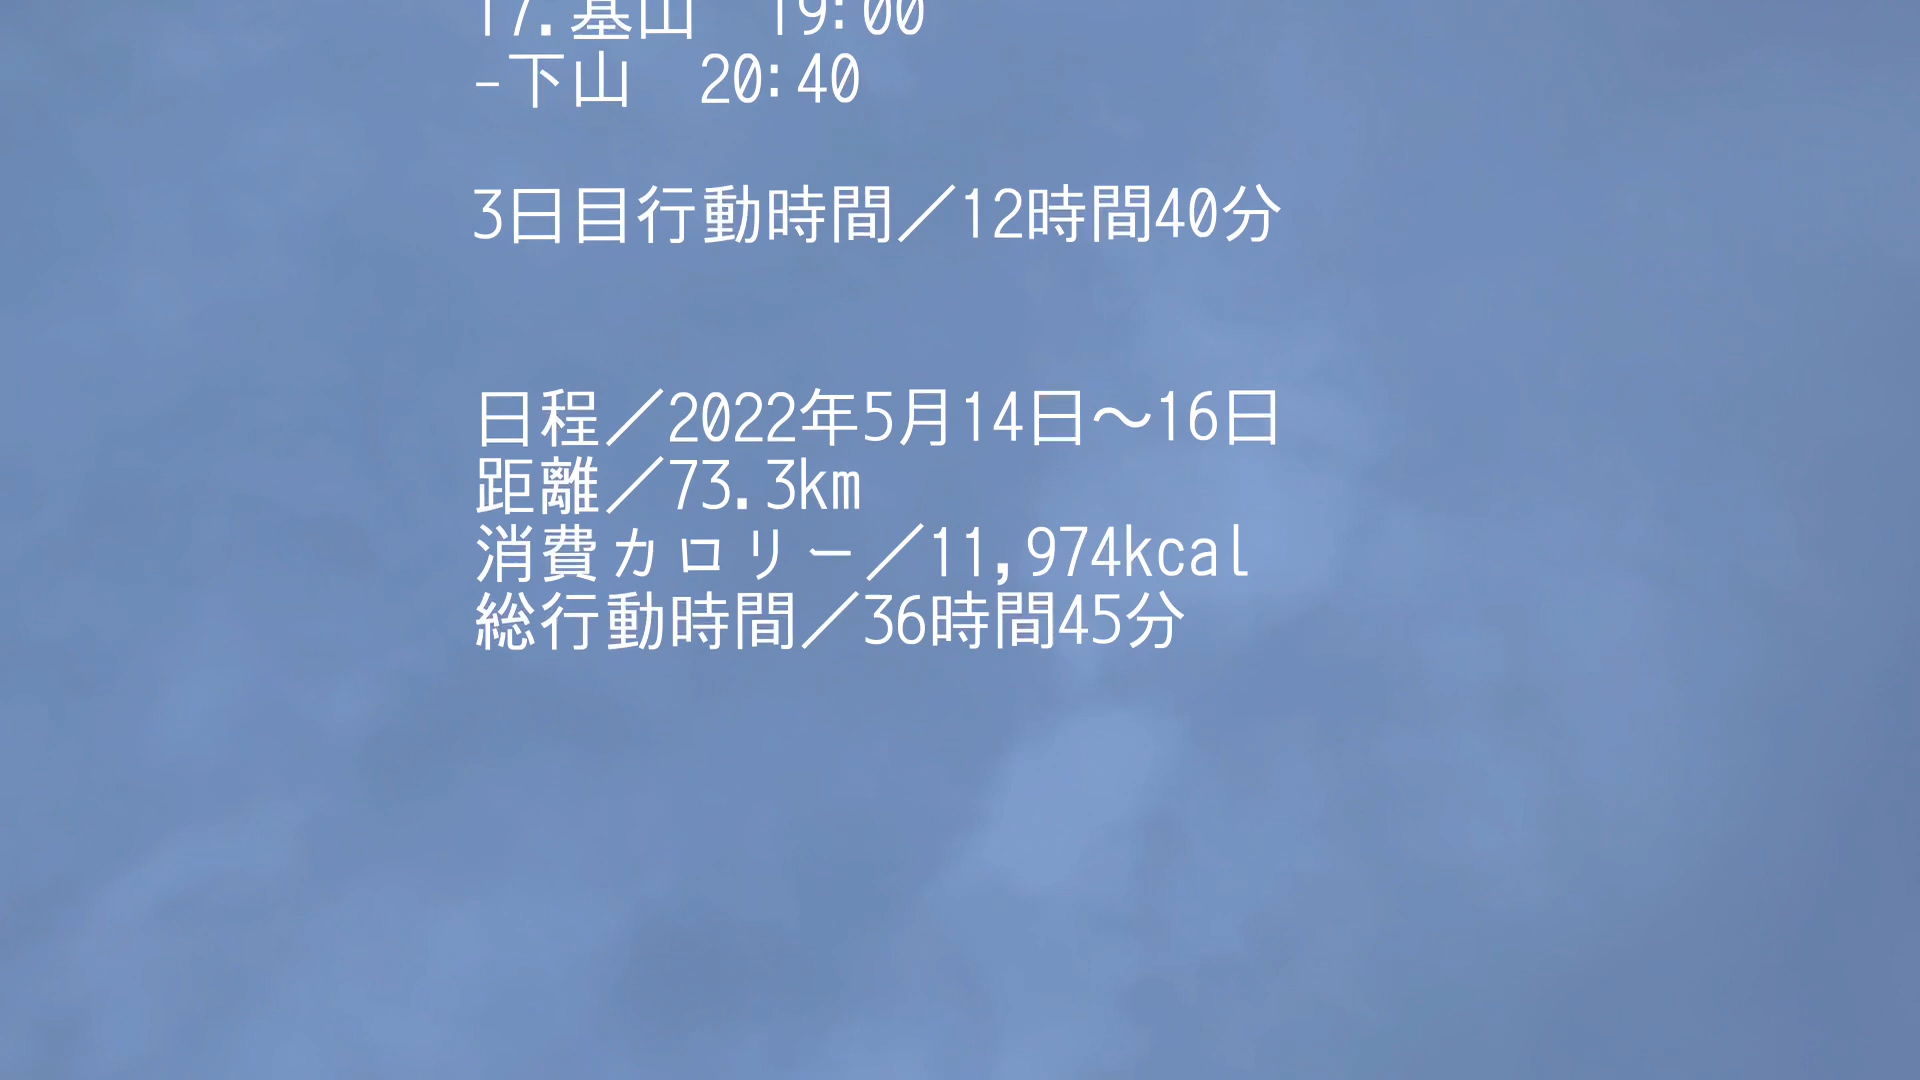 17.基山　19:00
-下山　20:40
3日目行動時間／12時間40分
日程／2022年5月14日～16日
距離／73.3km
消費カロリー／11,974kcal
総行動時間／36時間45分